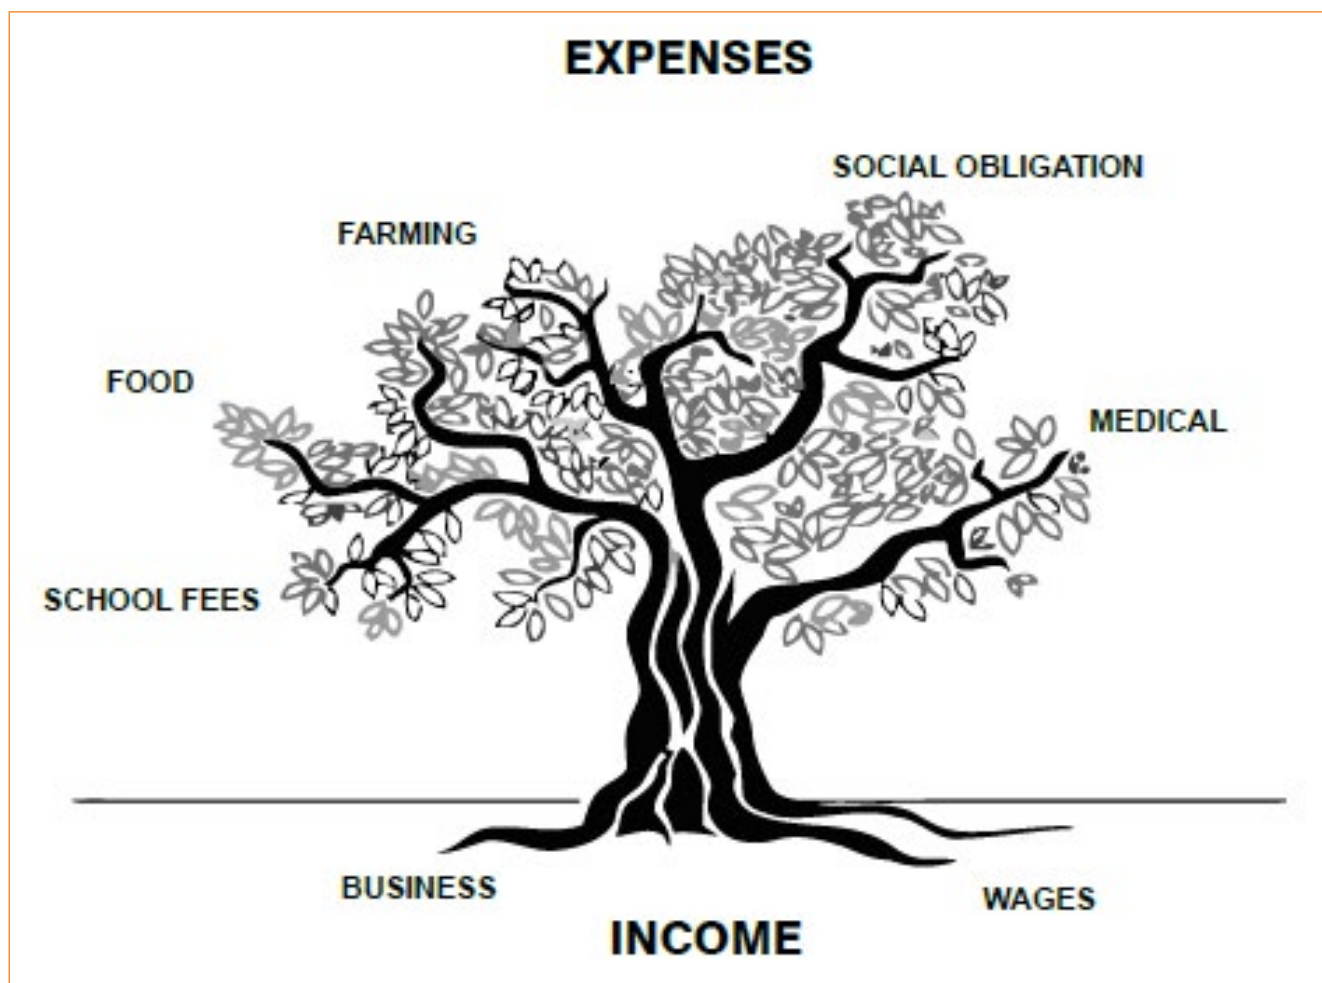 EXPENSES
SOCIAL OBLIGATION
FARMING
FOOD
MEDICAL
SCHOOL FEES
BUSINESS
WAGES
INCOME